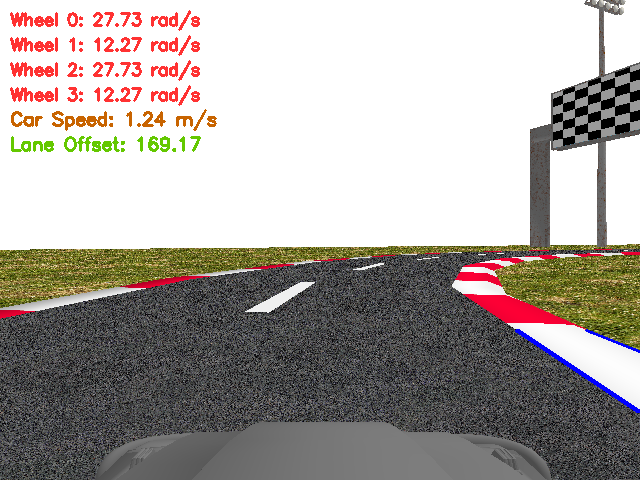 Wheel 0: 27.73 rad/s
Wheel 1: 12.27 rad/s
Wheel 2: 27.73 rad/s
Wheel 3: 12.27 rad/s
Car Speed: 1.24 m/s
Lane Offset: 169.17